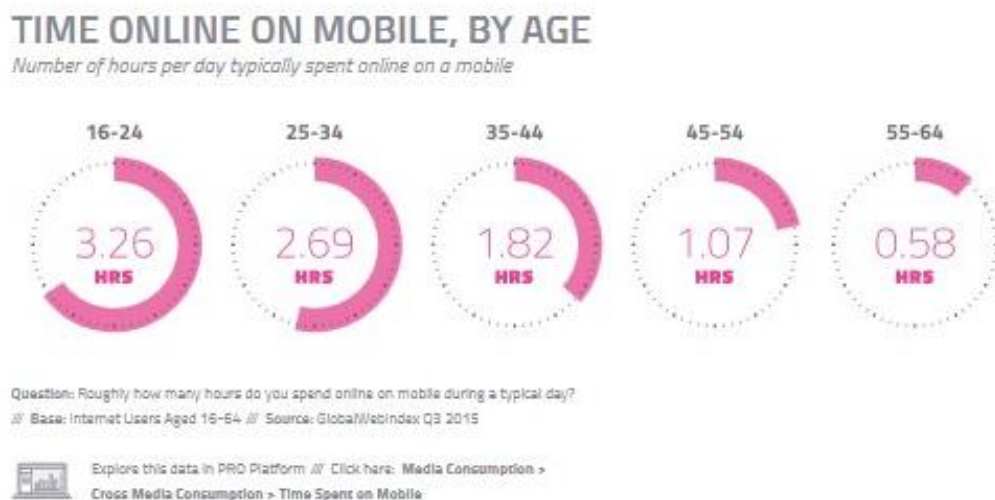 TIME ONLINE ON MOBILE, BY AGE
Number of hours per day typically spent online on a mobile
16-24 25-34 35-44 45-54 55-64
3.26 2.69 1.82 1.07 0.58
HRS HRS HRS HRS HRS
Question: Roughly how many hours do you spend online on mobile during a typical day?
/// Base: Internet Users Aged 16-64 /// Source: GlobalWebIndex Q3 2015
Explore this data in PRO Platform /// Click here: Media Consumption >
Cross Media Consumption > Time Spent on Mobile